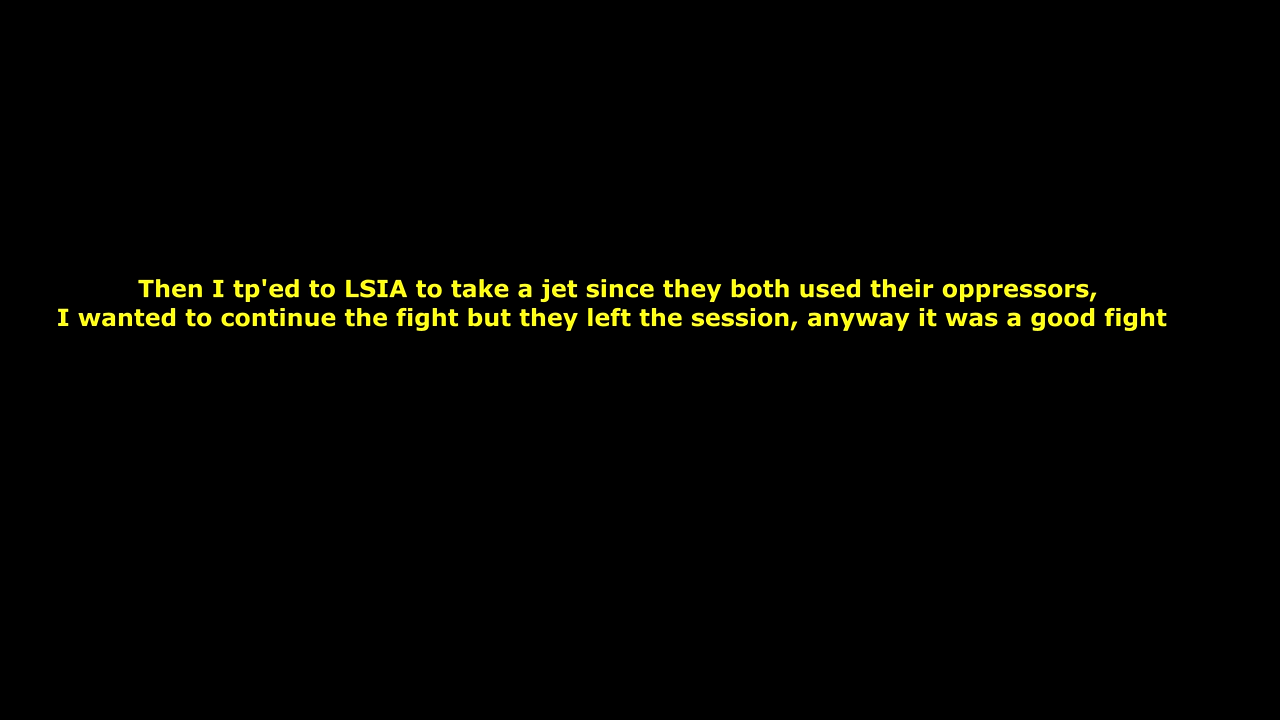 Then I tp'ed to LSIA to take a jet since they both used their oppressors,
I wanted to continue the fight but they left the session, anyway it was a good fight